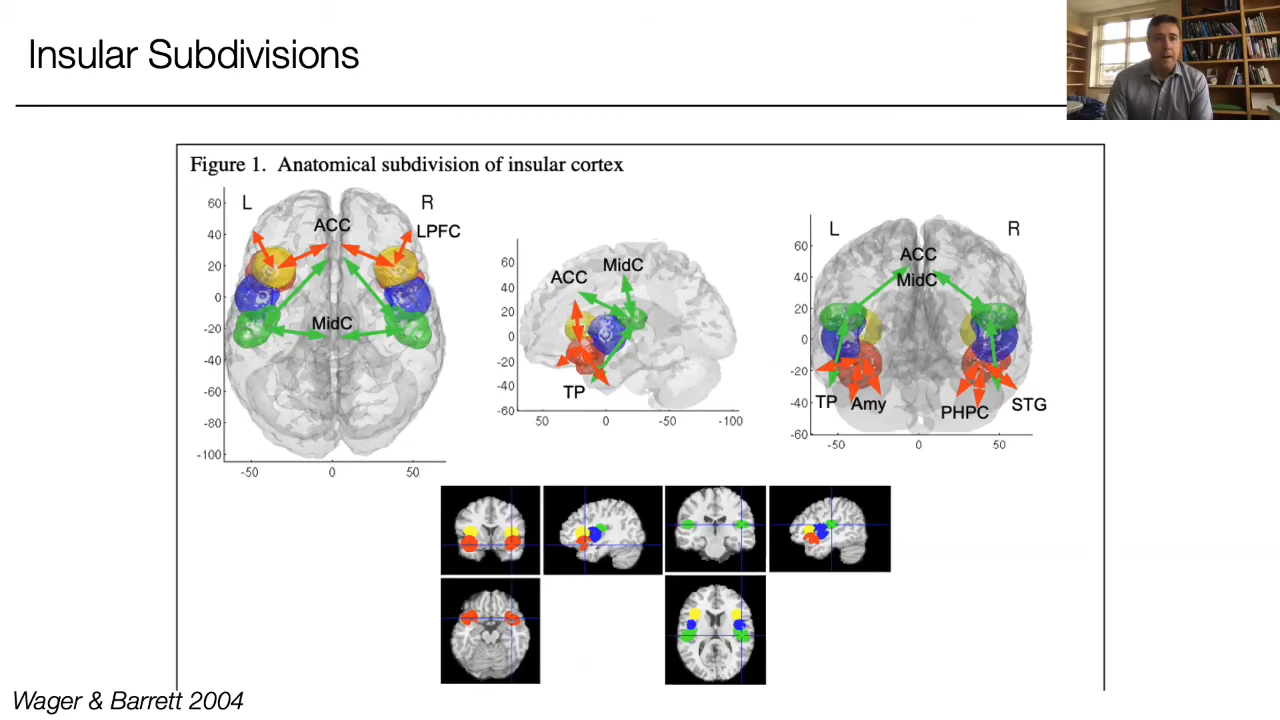 Insular Subdivisions
Figure 1. Anatomical subdivision of insular cortex
L
R
ACC
LPFC
MidC
60
40
20
0
-20
-40
-60
-80
-100
-50
0
50
ACC
MidC
TP
60
40
20
0
-20
-40
-60
50
0
-50
-100
L
R
ACC
MidC
TP
Amy
PHPC
STG
60
40
20
0
-20
-40
-60
-50
0
50
Wager & Barrett 2004